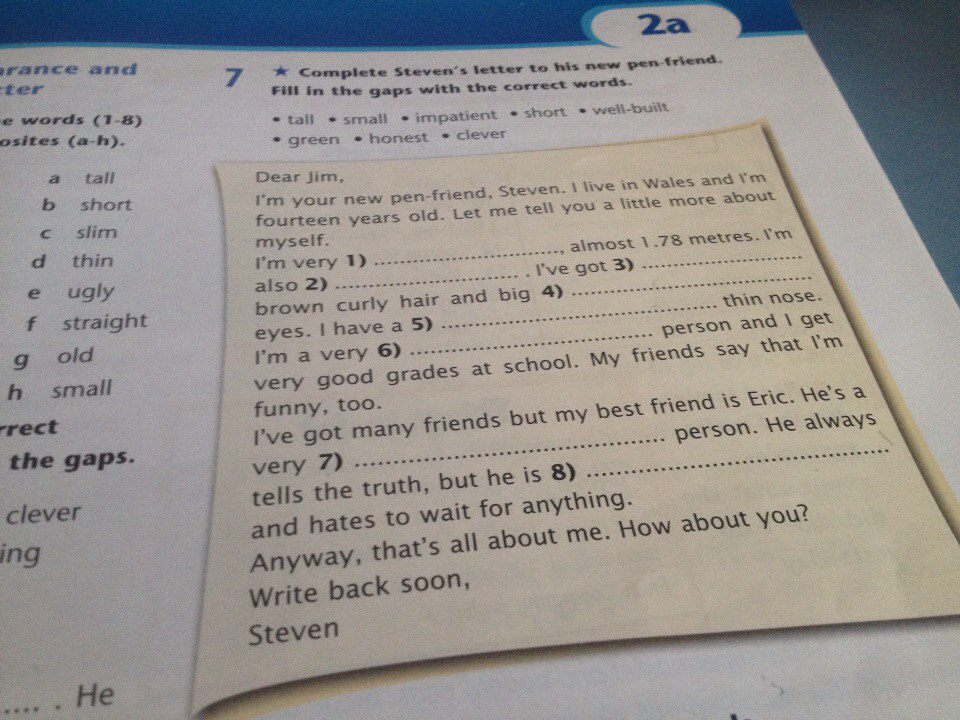 2a
arance and
cter
e words (1-8)
osites (a-h).
a tall
b short
c slim
d thin
e ugly
f straight
g old
h small
rrect
the gaps.
clever
ing
..... . He
7 ★ Complete Steven's letter to his new pen-friend.
Fill in the gaps with the correct words.
• tall • small • impatient • short • well-built
• green • honest • clever
Dear Jim,
I'm your new pen-friend, Steven. I live in Wales and I'm
fourteen years old. Let me tell you a little more about
myself.
I'm very 1) .............................., almost 1.78 metres. I'm
also 2) .............................. . I've got 3) ..........................
brown curly hair and big 4) ........................................
eyes. I have a 5) ........................................ thin nose.
I'm a very 6) ........................................ person and I get
very good grades at school. My friends say that I'm
funny, too.
I've got many friends but my best friend is Eric. He's a
very 7) ........................................ person. He always
tells the truth, but he is 8) ........................................
and hates to wait for anything.
Anyway, that's all about me. How about you?
Write back soon,
Steven